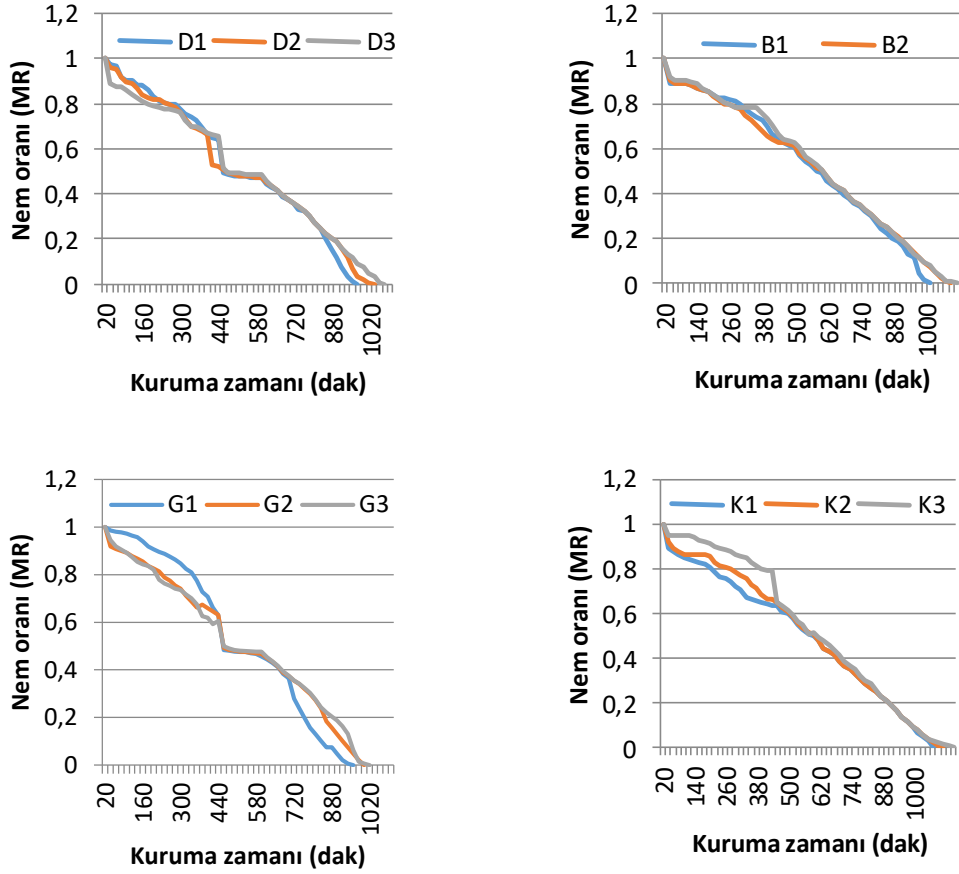 1,2
D1 D2 D3
1
0,8
0,6
0,4
0,2
0
Nem oranı (MR)
20 160 300 440 580 720 880 1020
Kuruma zamanı (dak)
1,2
B1 B2
1
0,8
0,6
0,4
0,2
0
Nem oranı (MR)
20 140 260 380 500 620 740 880 1000
Kuruma zamanı (dak)
1,2
G1 G2 G3
1
0,8
0,6
0,4
0,2
0
Nem oranı (MR)
20 160 300 440 580 720 880 1020
Kuruma zamanı (dak)
1,2
K1 K2 K3
1
0,8
0,6
0,4
0,2
0
Nem oranı (MR)
20 140 260 380 500 620 740 880 1000
Kuruma zamanı (dak)